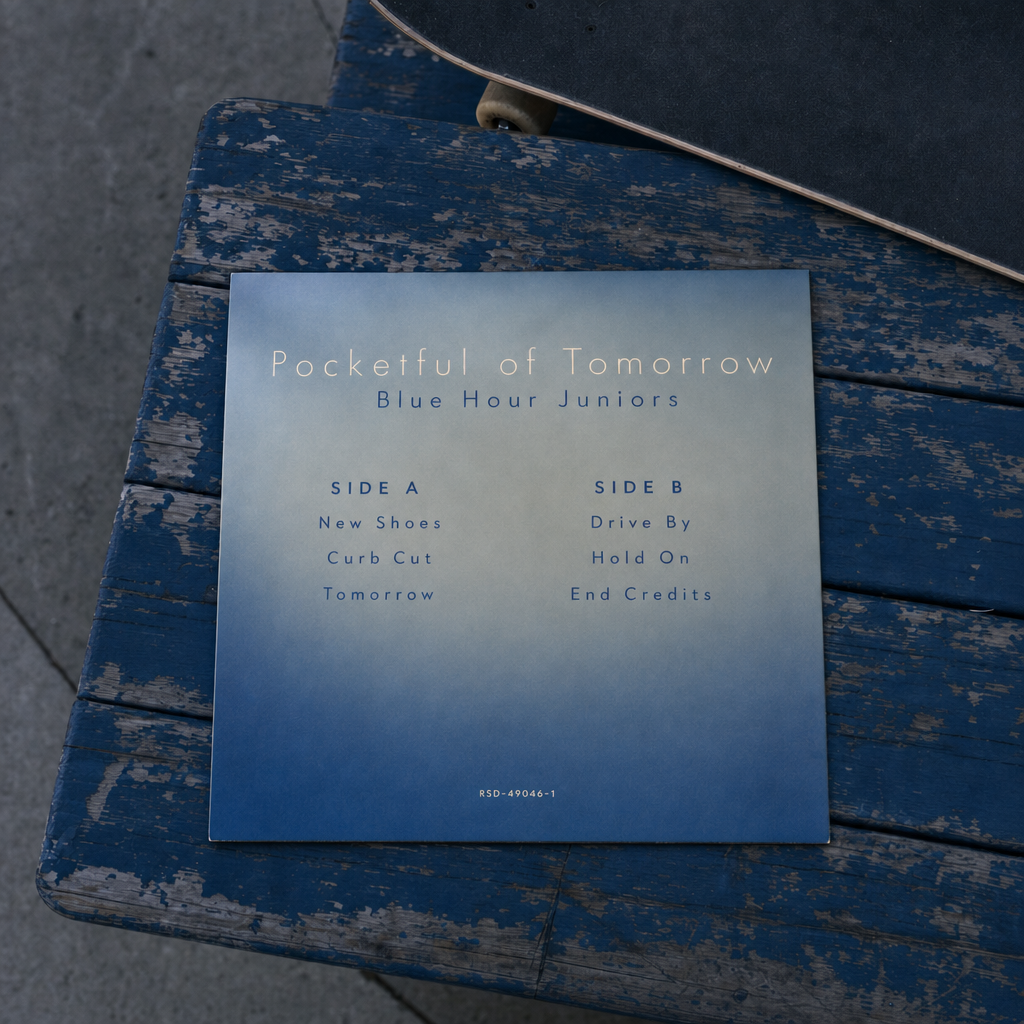 Pocketful of Tomorrow
Blue Hour Juniors
SIDE A
New Shoes
Curb Cut
Tomorrow
SIDE B
Drive By
Hold On
End Credits
RSD-49046-1